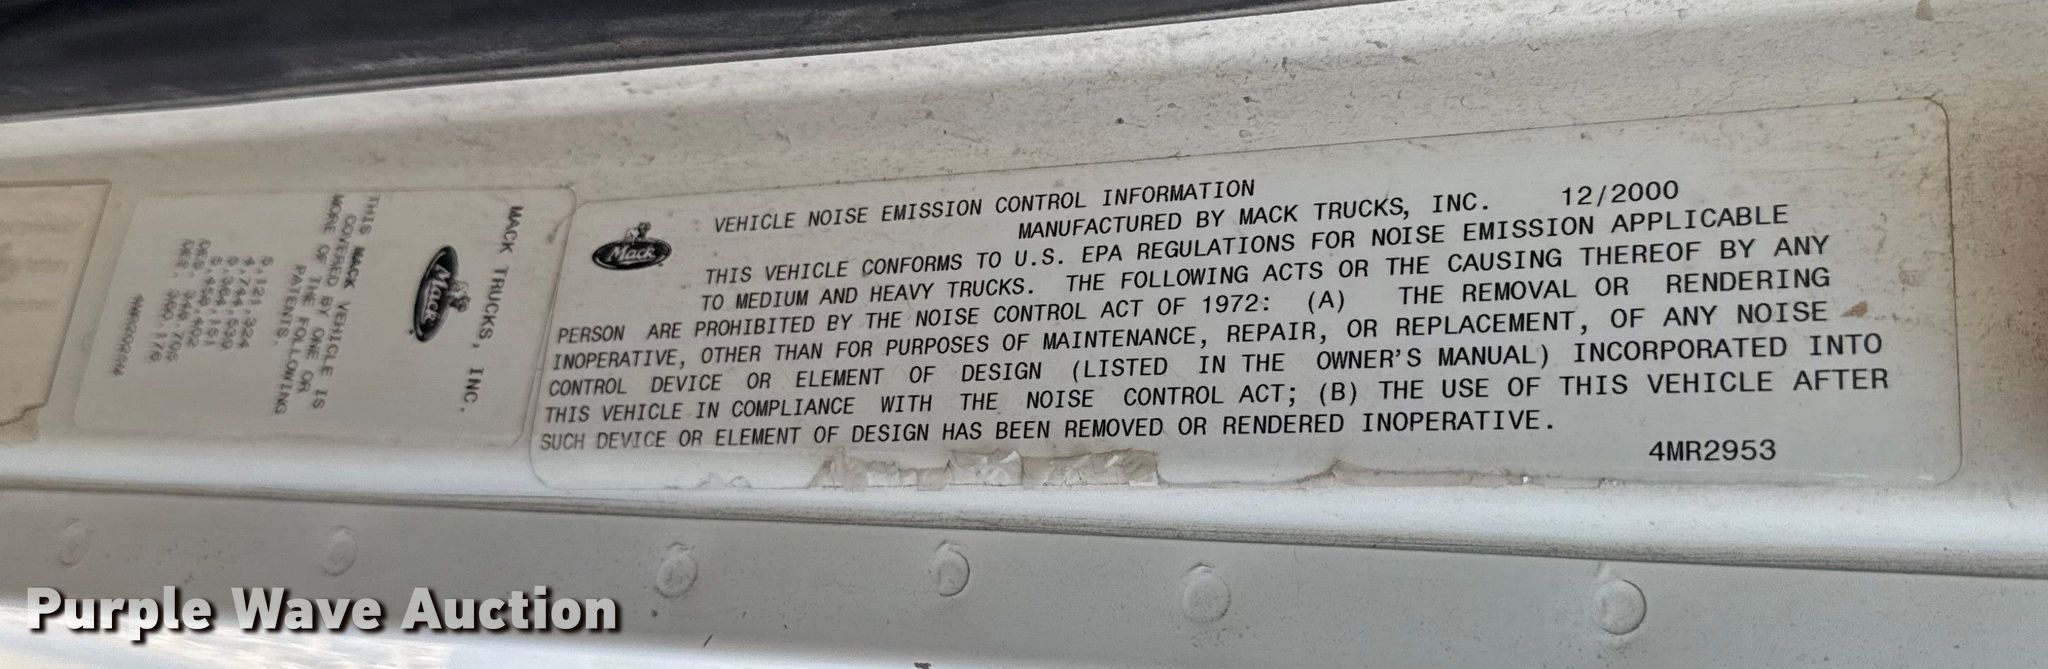 VEHICLE NOISE EMISSION CONTROL INFORMATION
MANUFACTURED BY MACK TRUCKS, INC. 12/2000
THIS VEHICLE CONFORMS TO U.S. EPA REGULATIONS FOR NOISE EMISSION APPLICABLE
TO MEDIUM AND HEAVY TRUCKS. THE FOLLOWING ACTS OR THE CAUSING THEREOF BY ANY
PERSON ARE PROHIBITED BY THE NOISE CONTROL ACT OF 1972: (A) THE REMOVAL OR RENDERING
INOPERATIVE, OTHER THAN FOR PURPOSES OF MAINTENANCE, REPAIR, OR REPLACEMENT, OF ANY NOISE
CONTROL DEVICE OR ELEMENT OF DESIGN (LISTED IN THE OWNER'S MANUAL) INCORPORATED INTO
THIS VEHICLE IN COMPLIANCE WITH THE NOISE CONTROL ACT; (B) THE USE OF THIS VEHICLE AFTER
SUCH DEVICE OR ELEMENT OF DESIGN HAS BEEN REMOVED OR RENDERED INOPERATIVE.
4MR2953
Mack
MACK TRUCKS, INC.
Mack
THIS MACK VEHICLE IS
COVERED BY ONE OR
MORE OF THE FOLLOWING
PATENTS.
Purple Wave Auction